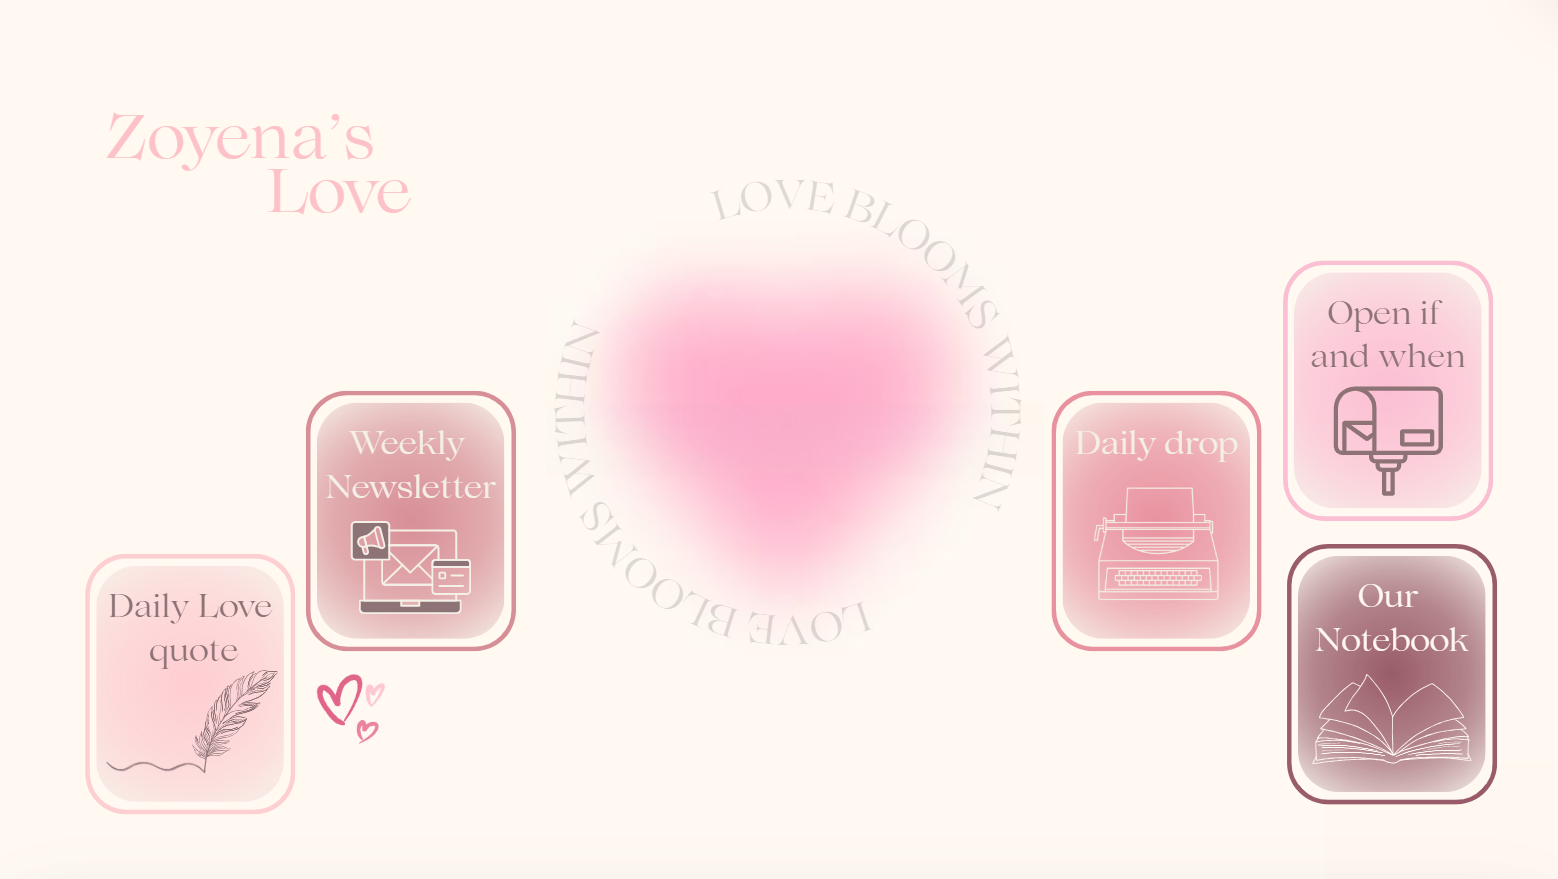 Zoyena's
Love
LOVE BLOOMS WITHIN
LOVE BLOOMS WITHIN
Daily Love
quote
Weekly
Newsletter
Daily drop
Open if
and when
Our
Notebook